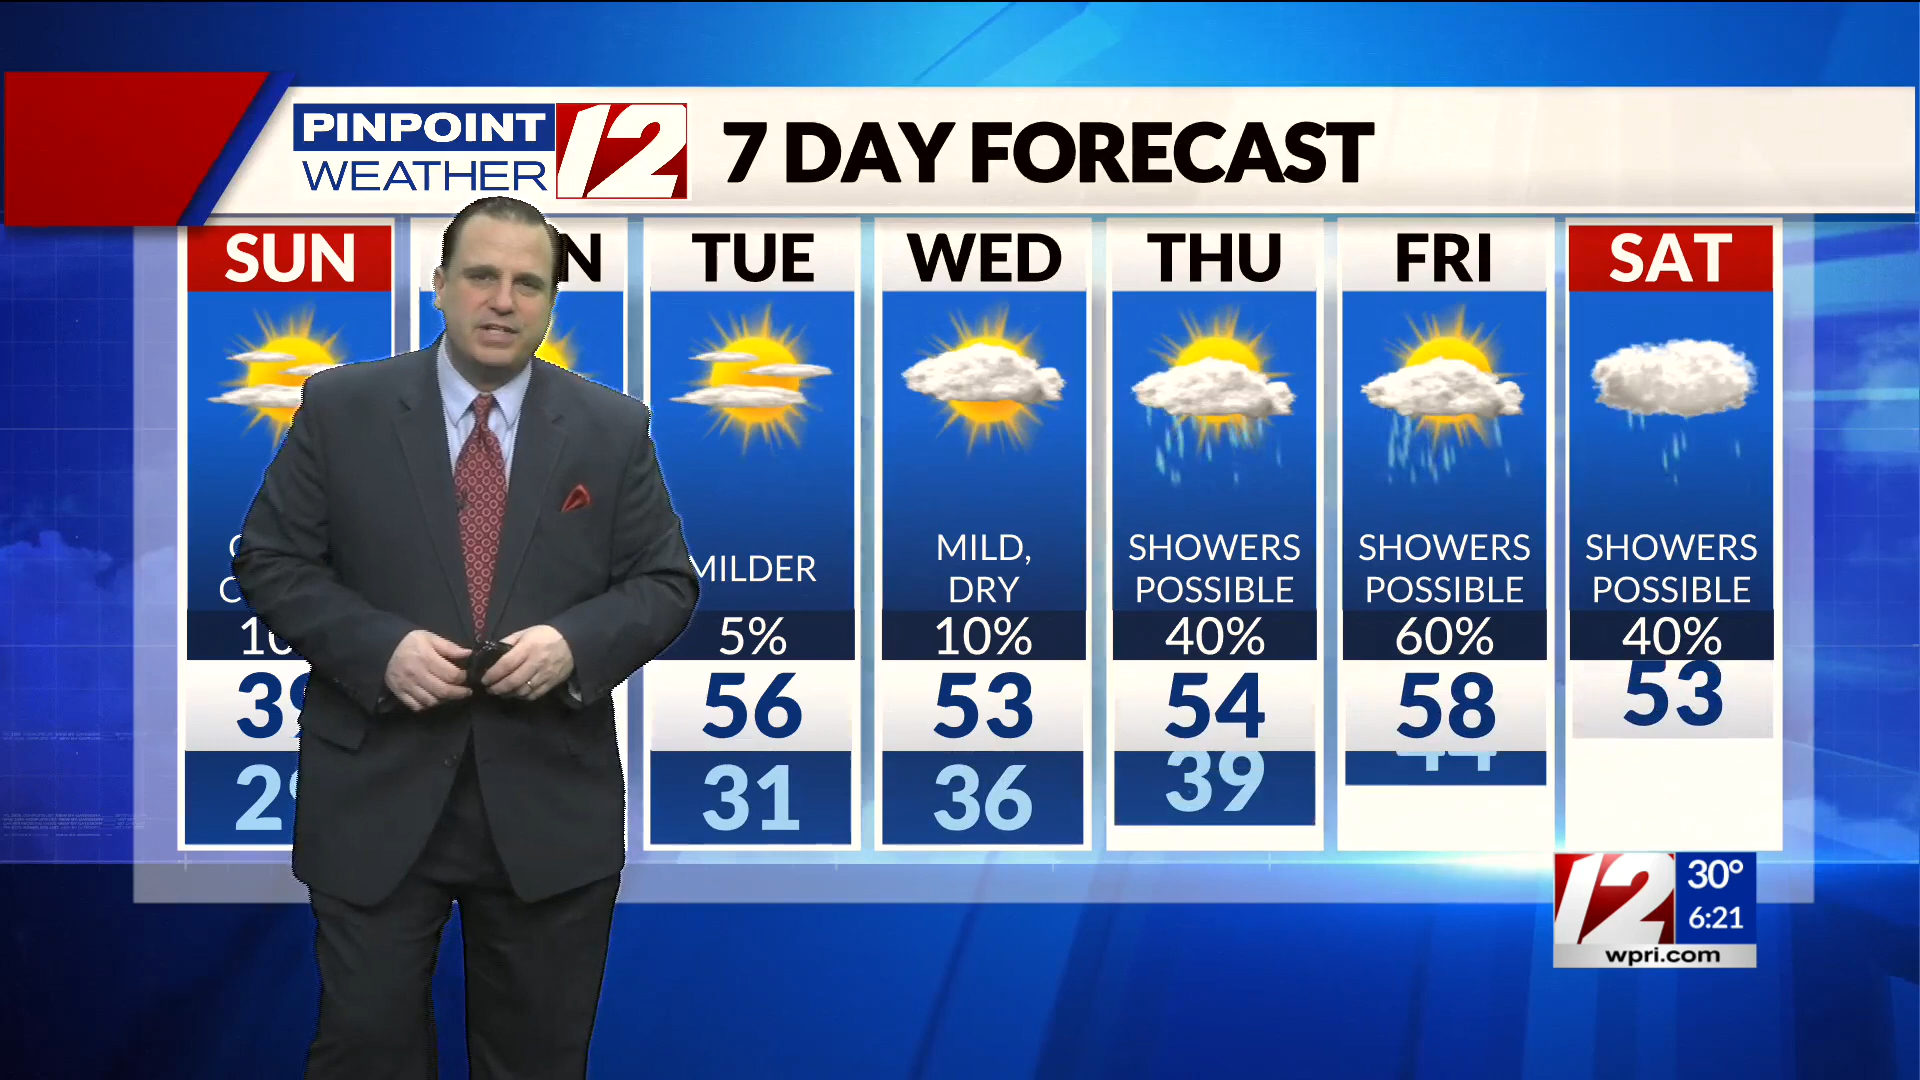 PINPOINT
WEATHER
12
7 DAY FORECAST
SUN
TUE
WED
THU
FRI
SAT
MILDER
MILD,
DRY
SHOWERS
POSSIBLE
SHOWERS
POSSIBLE
SHOWERS
POSSIBLE
5%
10%
40%
60%
40%
56
53
54
58
53
31
36
39
12
30°
6:21
wpri.com